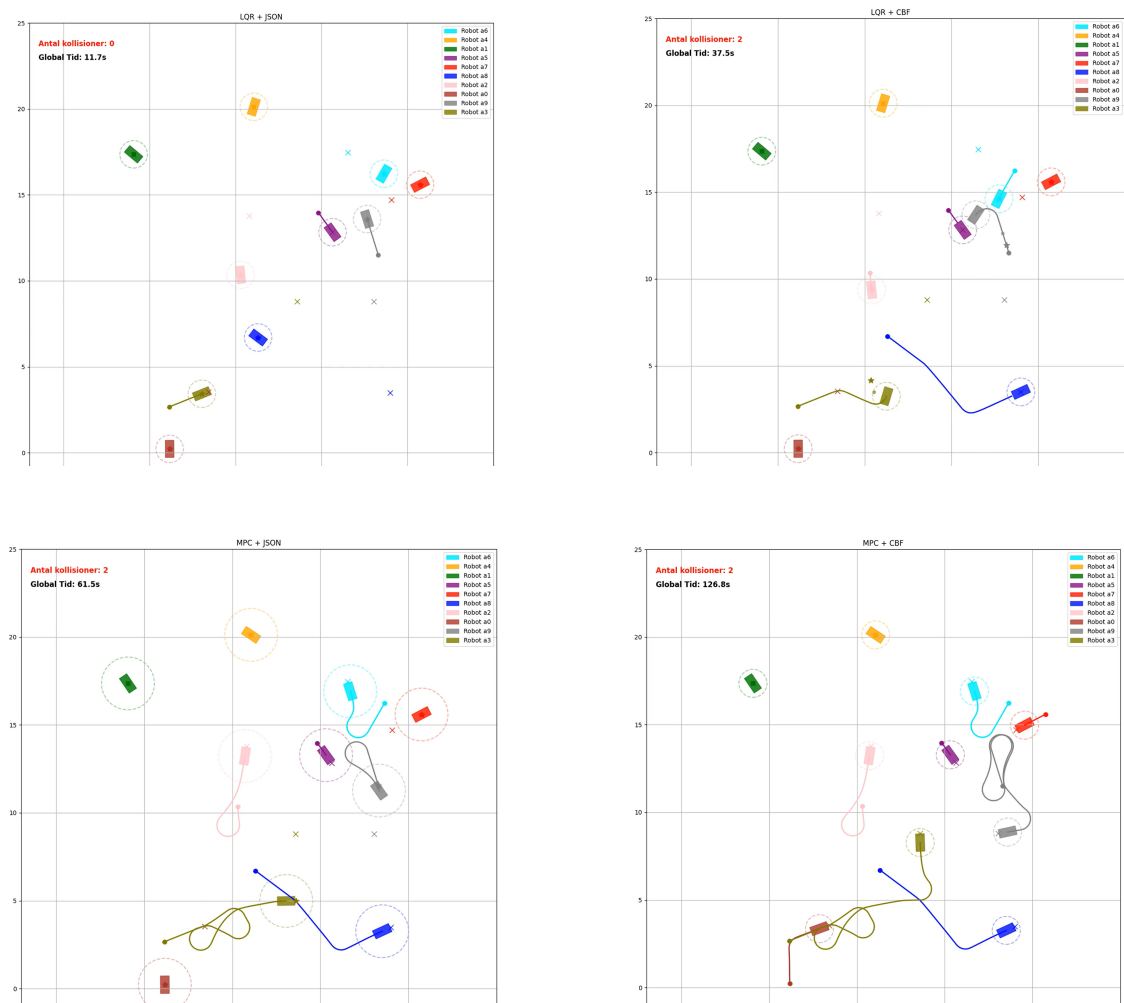 LQR + JSON
Antal kollisioner: 0
Global Tid: 11.7s
Robot a6
Robot a4
Robot a1
Robot a5
Robot a7
Robot a8
Robot a2
Robot a0
Robot a9
Robot a3
25
20
15
10
5
0
LQR + CBF
Antal kollisioner: 2
Global Tid: 37.5s
Robot a6
Robot a4
Robot a1
Robot a5
Robot a7
Robot a8
Robot a2
Robot a0
Robot a9
Robot a3
25
20
15
10
5
0
MPC + JSON
Antal kollisioner: 2
Global Tid: 61.5s
Robot a6
Robot a4
Robot a1
Robot a5
Robot a7
Robot a8
Robot a2
Robot a0
Robot a9
Robot a3
25
20
15
10
5
0
MPC + CBF
Antal kollisioner: 2
Global Tid: 126.8s
Robot a6
Robot a4
Robot a1
Robot a5
Robot a7
Robot a8
Robot a2
Robot a0
Robot a9
Robot a3
25
20
15
10
5
0